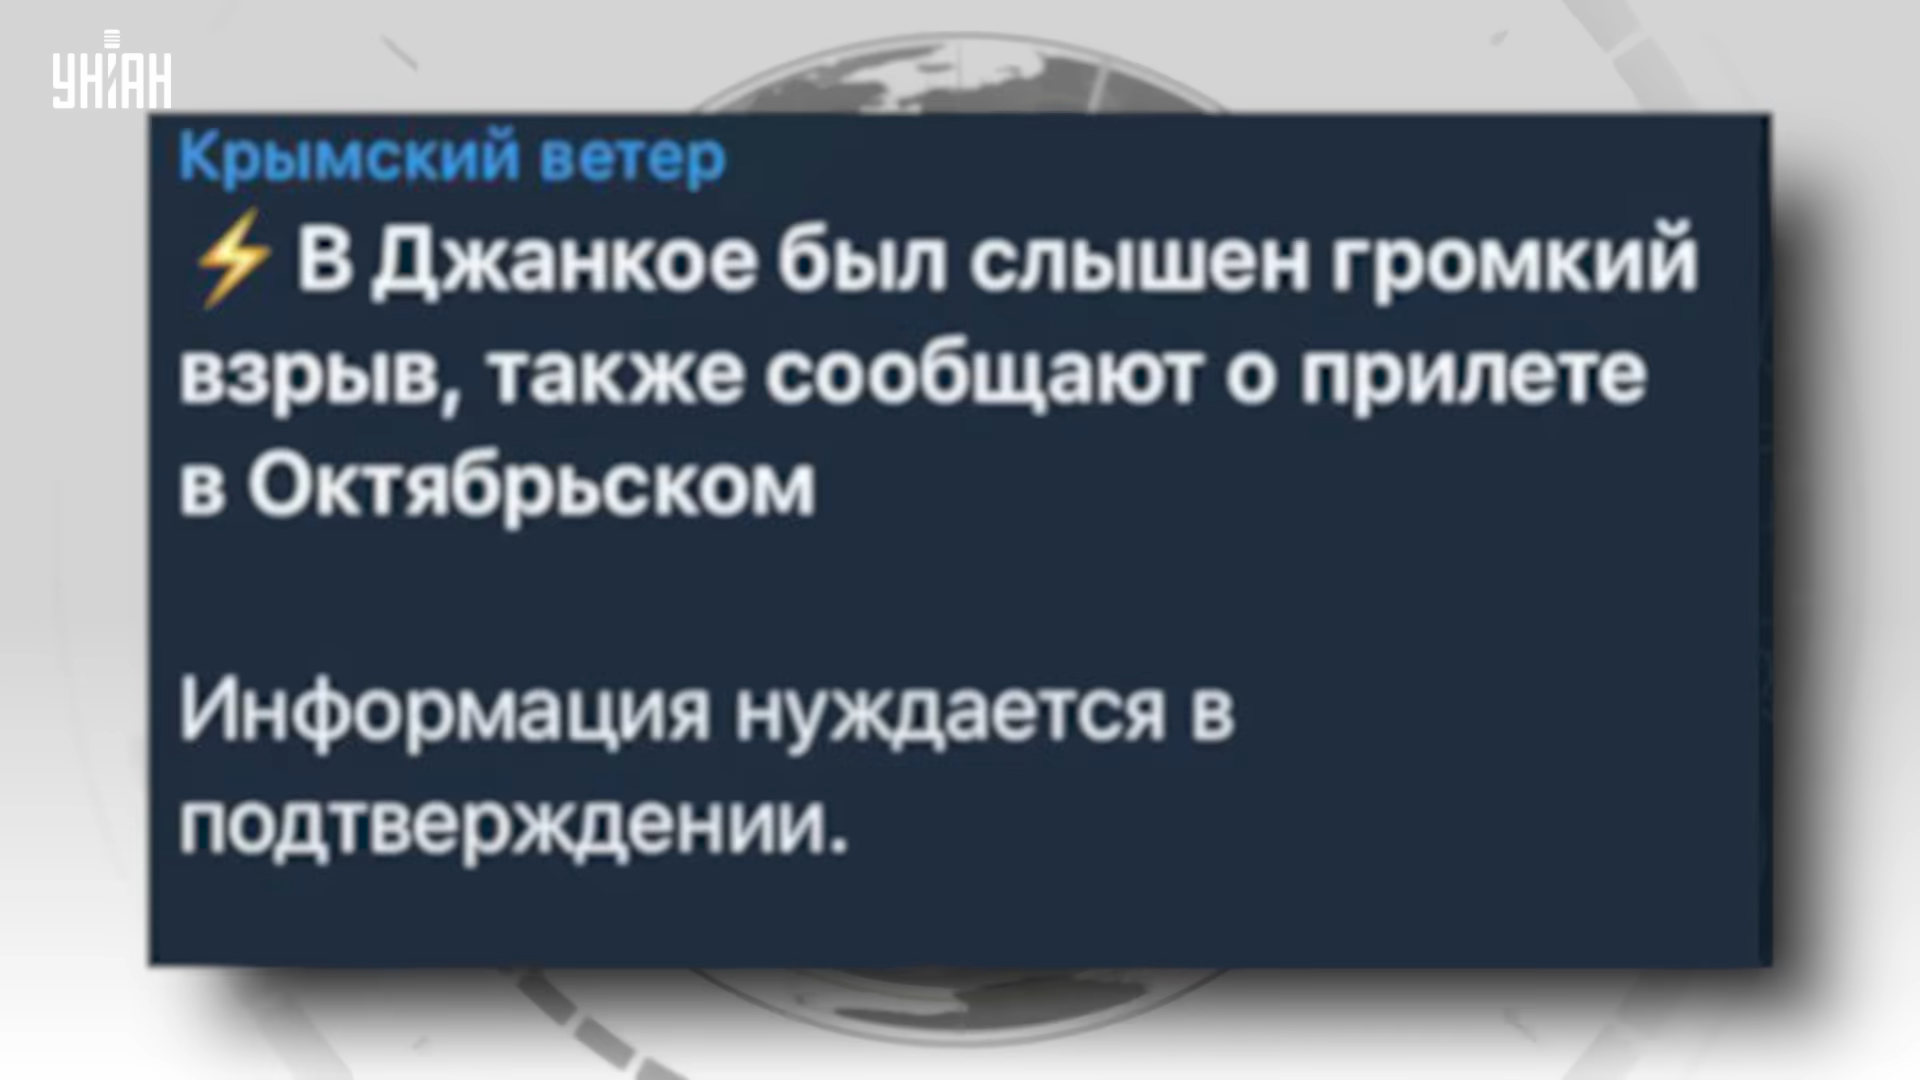 УНІАН
Крымский ветер
⚡ В Джанкое был слышен громкий
взрыв, также сообщают о прилете
в Октябрьском
Информация нуждается в
подтверждении.